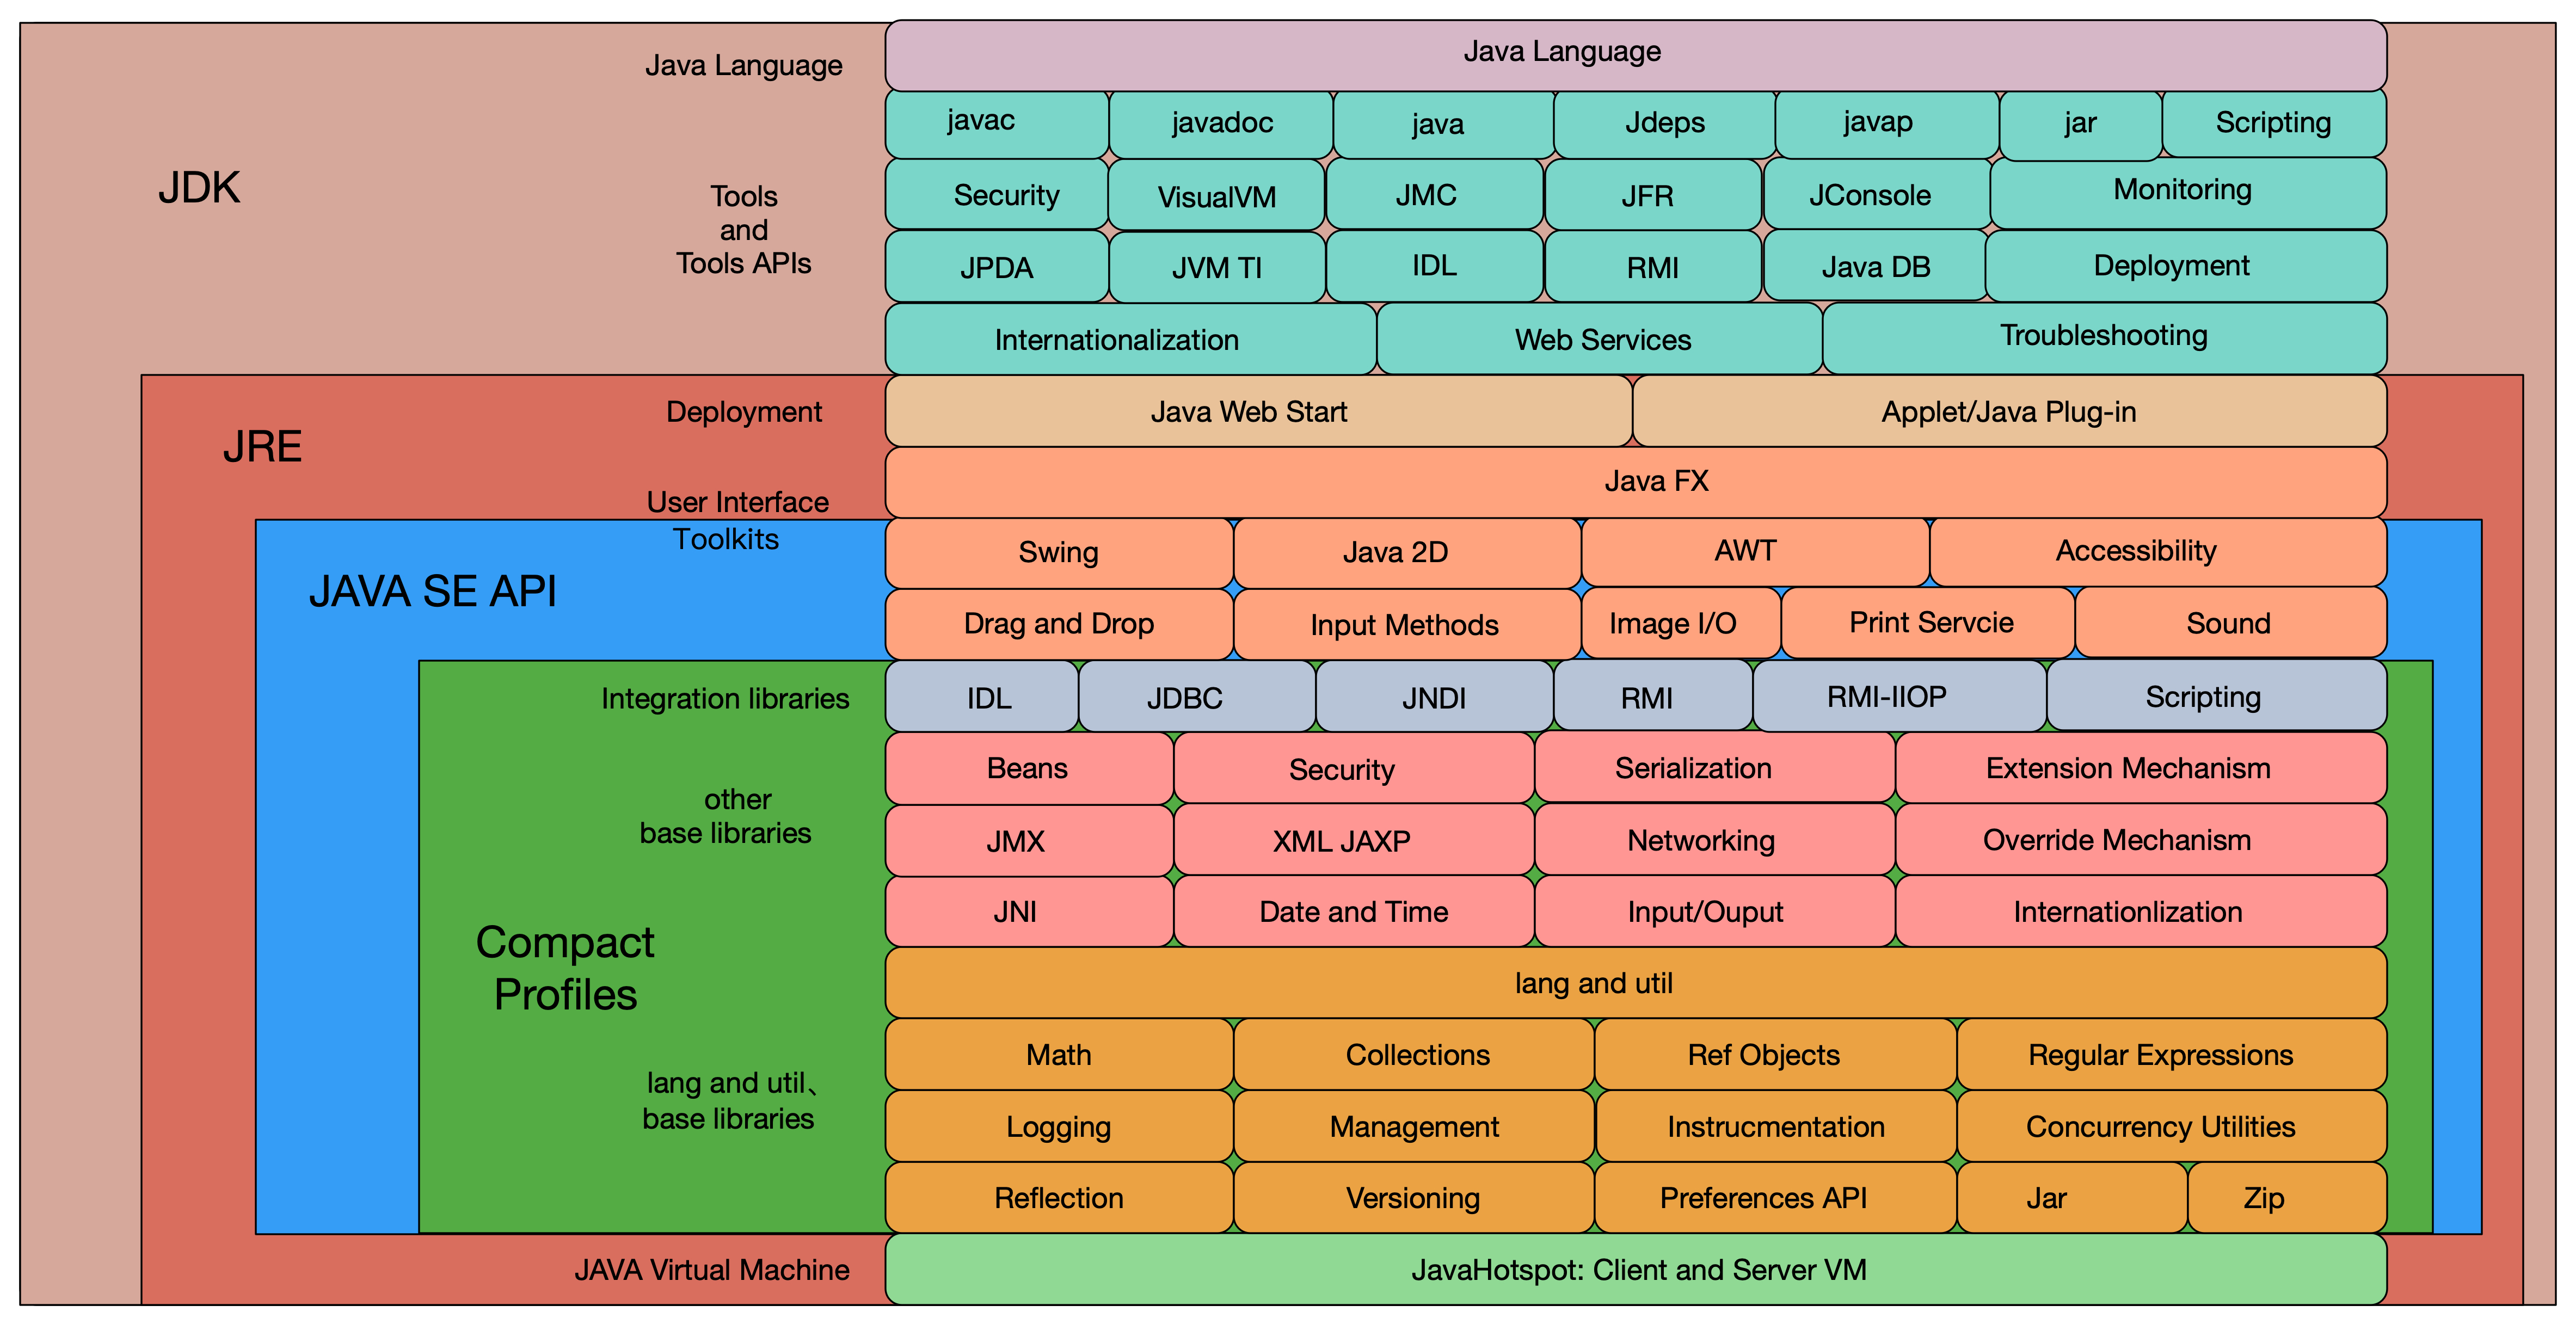 Java Language
Java Language
javac
javadoc
java
Jdeps
javap
jar
Scripting
JDK
Tools
and
Tools APIs
Security
VisualVM
JMC
JFR
JConsole
Monitoring
JPDA
JVM TI
IDL
RMI
Java DB
Deployment
Internationalization
Web Services
Troubleshooting
JRE
Deployment
Java Web Start
Applet/Java Plug-in
User Interface
Toolkits
Java FX
JAVA SE API
Swing
Java 2D
AWT
Accessibility
Drag and Drop
Input Methods
Image I/O
Print Servcie
Sound
Integration libraries
IDL
JDBC
JNDI
RMI
RMI-IIOP
Scripting
other
base libraries
Beans
Security
Serialization
Extension Mechanism
JMX
XML JAXP
Networking
Override Mechanism
JNI
Date and Time
Input/Ouput
Internationlization
Compact
Profiles
lang and util
lang and util、
base libraries
Math
Collections
Ref Objects
Regular Expressions
Logging
Management
Instrucmentation
Concurrency Utilities
Reflection
Versioning
Preferences API
Jar
Zip
JAVA Virtual Machine
JavaHotspot: Client and Server VM